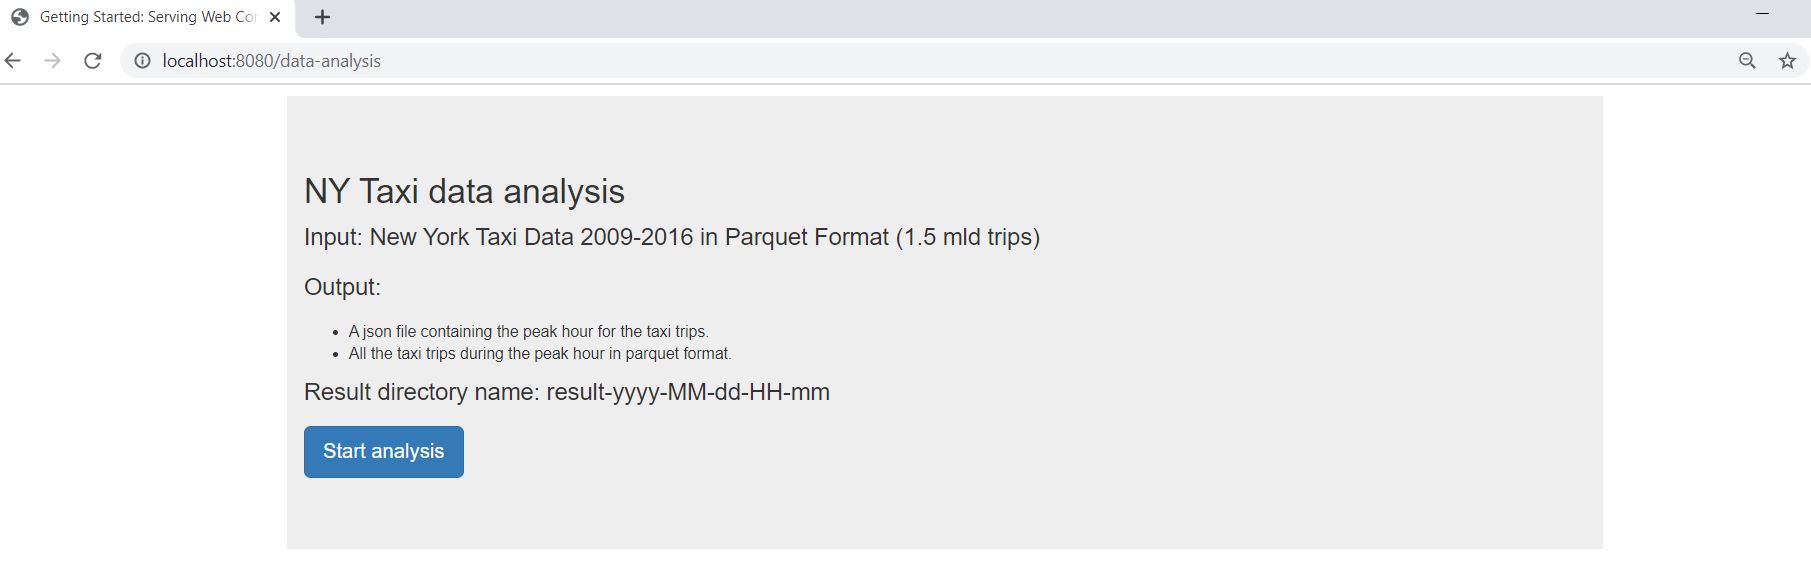 Getting Started: Serving Web Co
localhost:8080/data-analysis
NY Taxi data analysis
Input: New York Taxi Data 2009-2016 in Parquet Format (1.5 mld trips)
Output:
• A json file containing the peak hour for the taxi trips.
• All the taxi trips during the peak hour in parquet format.
Result directory name: result-yyyy-MM-dd-HH-mm
Start analysis